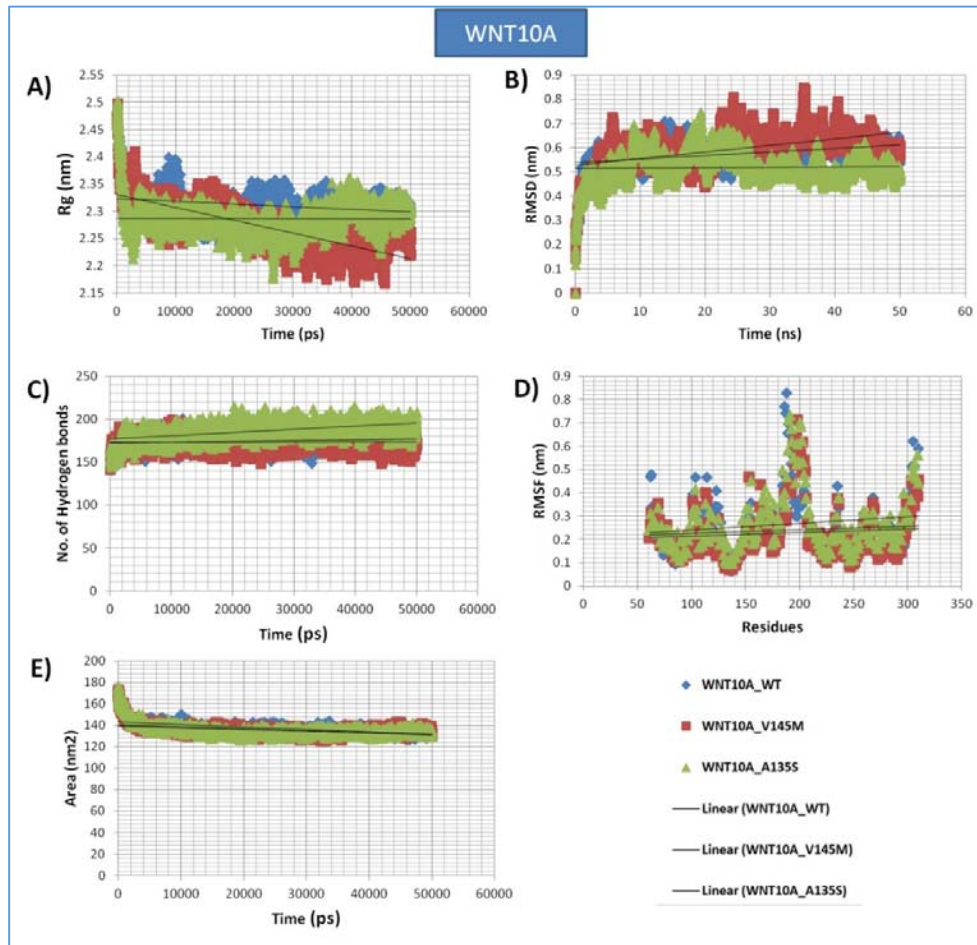 WNT10A
A)
2.55
2.5
2.45
2.4
2.35
2.3
2.25
2.2
2.15
Rg (nm)
0 10000 20000 30000 40000 50000 60000
Time (ps)
B)
0.9
0.8
0.7
0.6
0.5
0.4
0.3
0.2
0.1
0
RMSD (nm)
0 10 20 30 40 50 60
Time (ns)
C)
250
200
150
100
50
0
No. of Hydrogen bonds
0 10000 20000 30000 40000 50000 60000
Time (ps)
D)
0.9
0.8
0.7
0.6
0.5
0.4
0.3
0.2
0.1
0
RMSF (nm)
0 50 100 150 200 250 300 350
Residues
E)
200
180
160
140
120
100
80
60
40
20
0
Area (nm2)
0 10000 20000 30000 40000 50000 60000
Time (ps)
WNT10A_WT
WNT10A_V145M
WNT10A_A135S
Linear (WNT10A_WT)
Linear (WNT10A_V145M)
Linear (WNT10A_A135S)